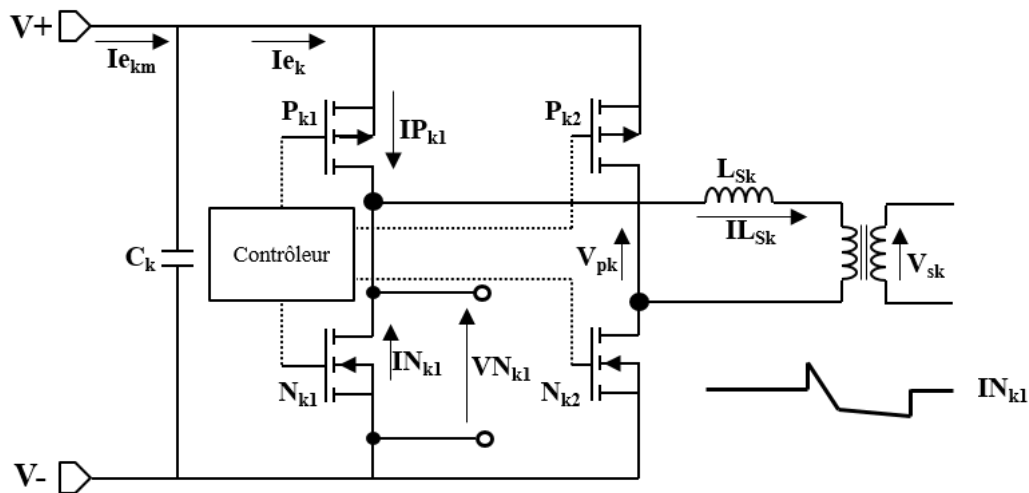 V+
Ie_km
Ie_k
P_k1
IP_k1
P_k2
L_Sk
IL_Sk
C_k
Contrôleur
V_pk
V_sk
N_k1
IN_k1
VN_k1
N_k2
IN_k1
V-